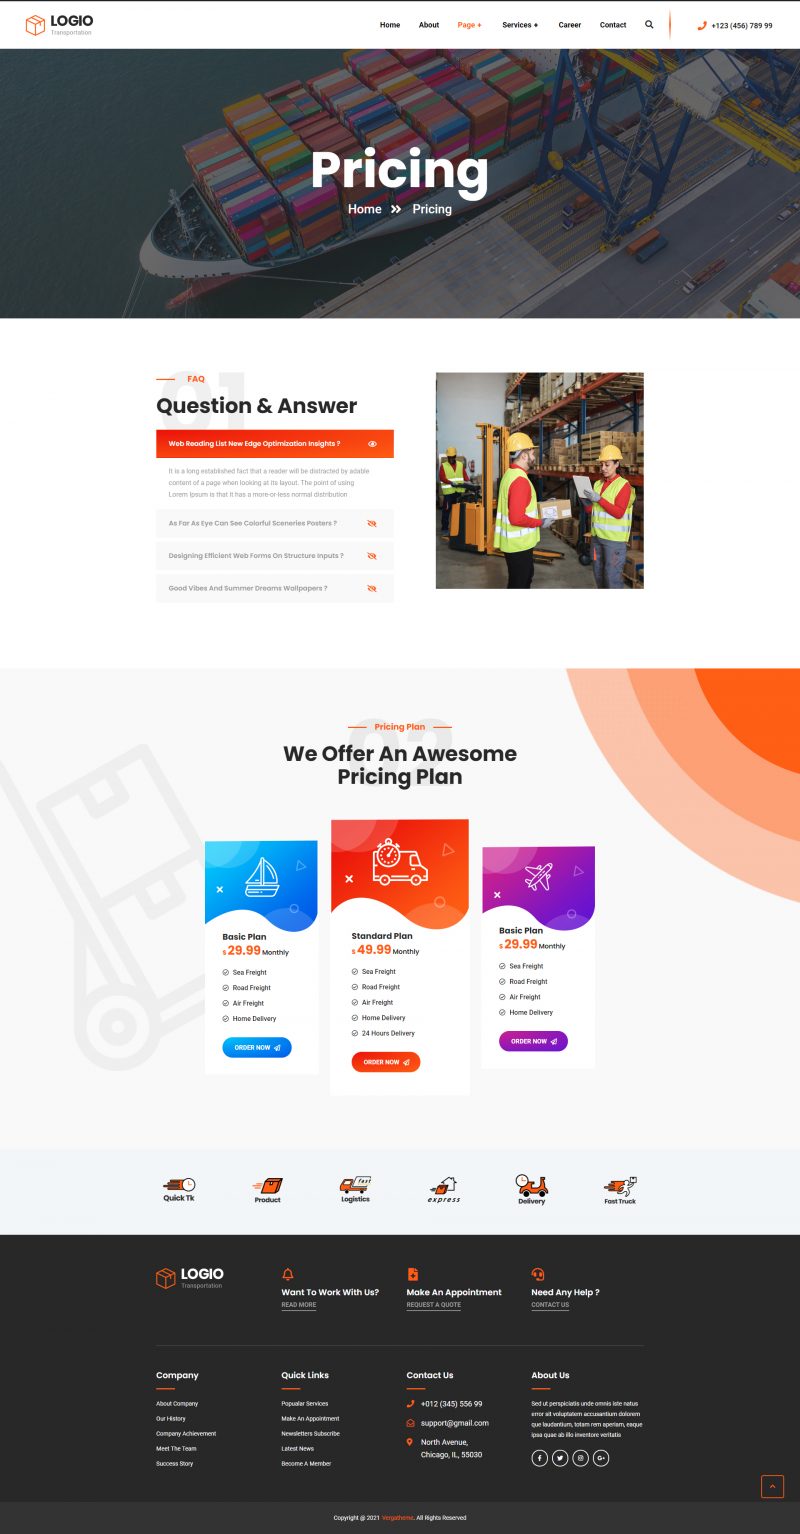 LOGIO
Transportation
Home
About
Page +
Services +
Career
Contact
+123 (456) 789 99
Pricing
Home » Pricing
01
FAQ
Question & Answer
Web Reading List New Edge Optimization Insights ?
It is a long established fact that a reader will be distracted by adable
content of a page when looking at its layout. The point of using
Lorem Ipsum is that it has a more-or-less normal distribution
As Far As Eye Can See Colorful Sceneries Posters ?
Designing Efficient Web Forms On Structure Inputs ?
Good Vibes And Summer Dreams Wallpapers ?
02
Pricing Plan
We Offer An Awesome
Pricing Plan
Basic Plan
$ 29.99 Monthly
Sea Freight
Road Freight
Air Freight
Home Delivery
ORDER NOW
Standard Plan
$ 49.99 Monthly
Sea Freight
Road Freight
Air Freight
Home Delivery
24 Hours Delivery
ORDER NOW
Basic Plan
$ 29.99 Monthly
Sea Freight
Road Freight
Air Freight
Home Delivery
ORDER NOW
Quick Tk
Product
fast
Logistics
express
Delivery
Fast Truck
LOGIO
Transportation
Want To Work With Us?
READ MORE
Make An Appointment
REQUEST A QUOTE
Need Any Help ?
CONTACT US
Company
About Company
Our History
Company Achievement
Meet The Team
Success Story
Quick Links
Popualar Services
Make An Appointment
Newsletters Subscribe
Latest News
Become A Member
Contact Us
+012 (345) 556 99
support@gmail.com
North Avenue,
Chicago, IL, 55030
About Us
Sed ut perspiciatis unde omnis iste natus
error sit voluptatem accusantium dolorem
que laudantium, totam rem aperiam, eaque
ipsa quae ab illo inventore veritatis
Copyright @ 2021 Vergatheme. All Rights Reserved